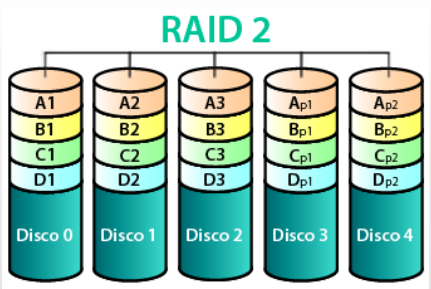 RAID 2
A1 A2 A3 Ap1 Ap2
B1 B2 B3 Bp1 Bp2
C1 C2 C3 Cp1 Cp2
D1 D2 D3 Dp1 Dp2
Disco 0 Disco 1 Disco 2 Disco 3 Disco 4